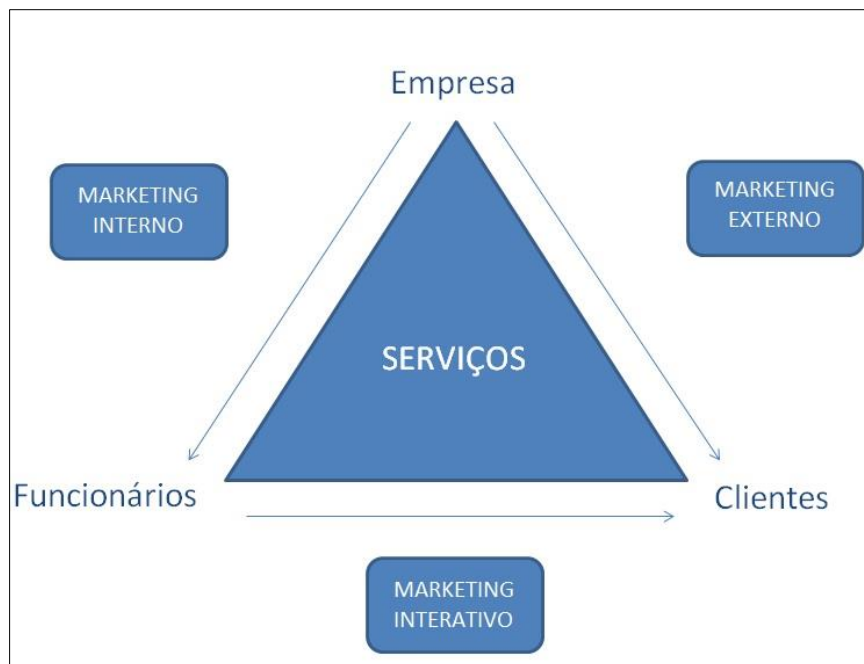 Empresa
MARKETING
INTERNO
MARKETING
EXTERNO
SERVIÇOS
Funcionários
Clientes
MARKETING
INTERATIVO